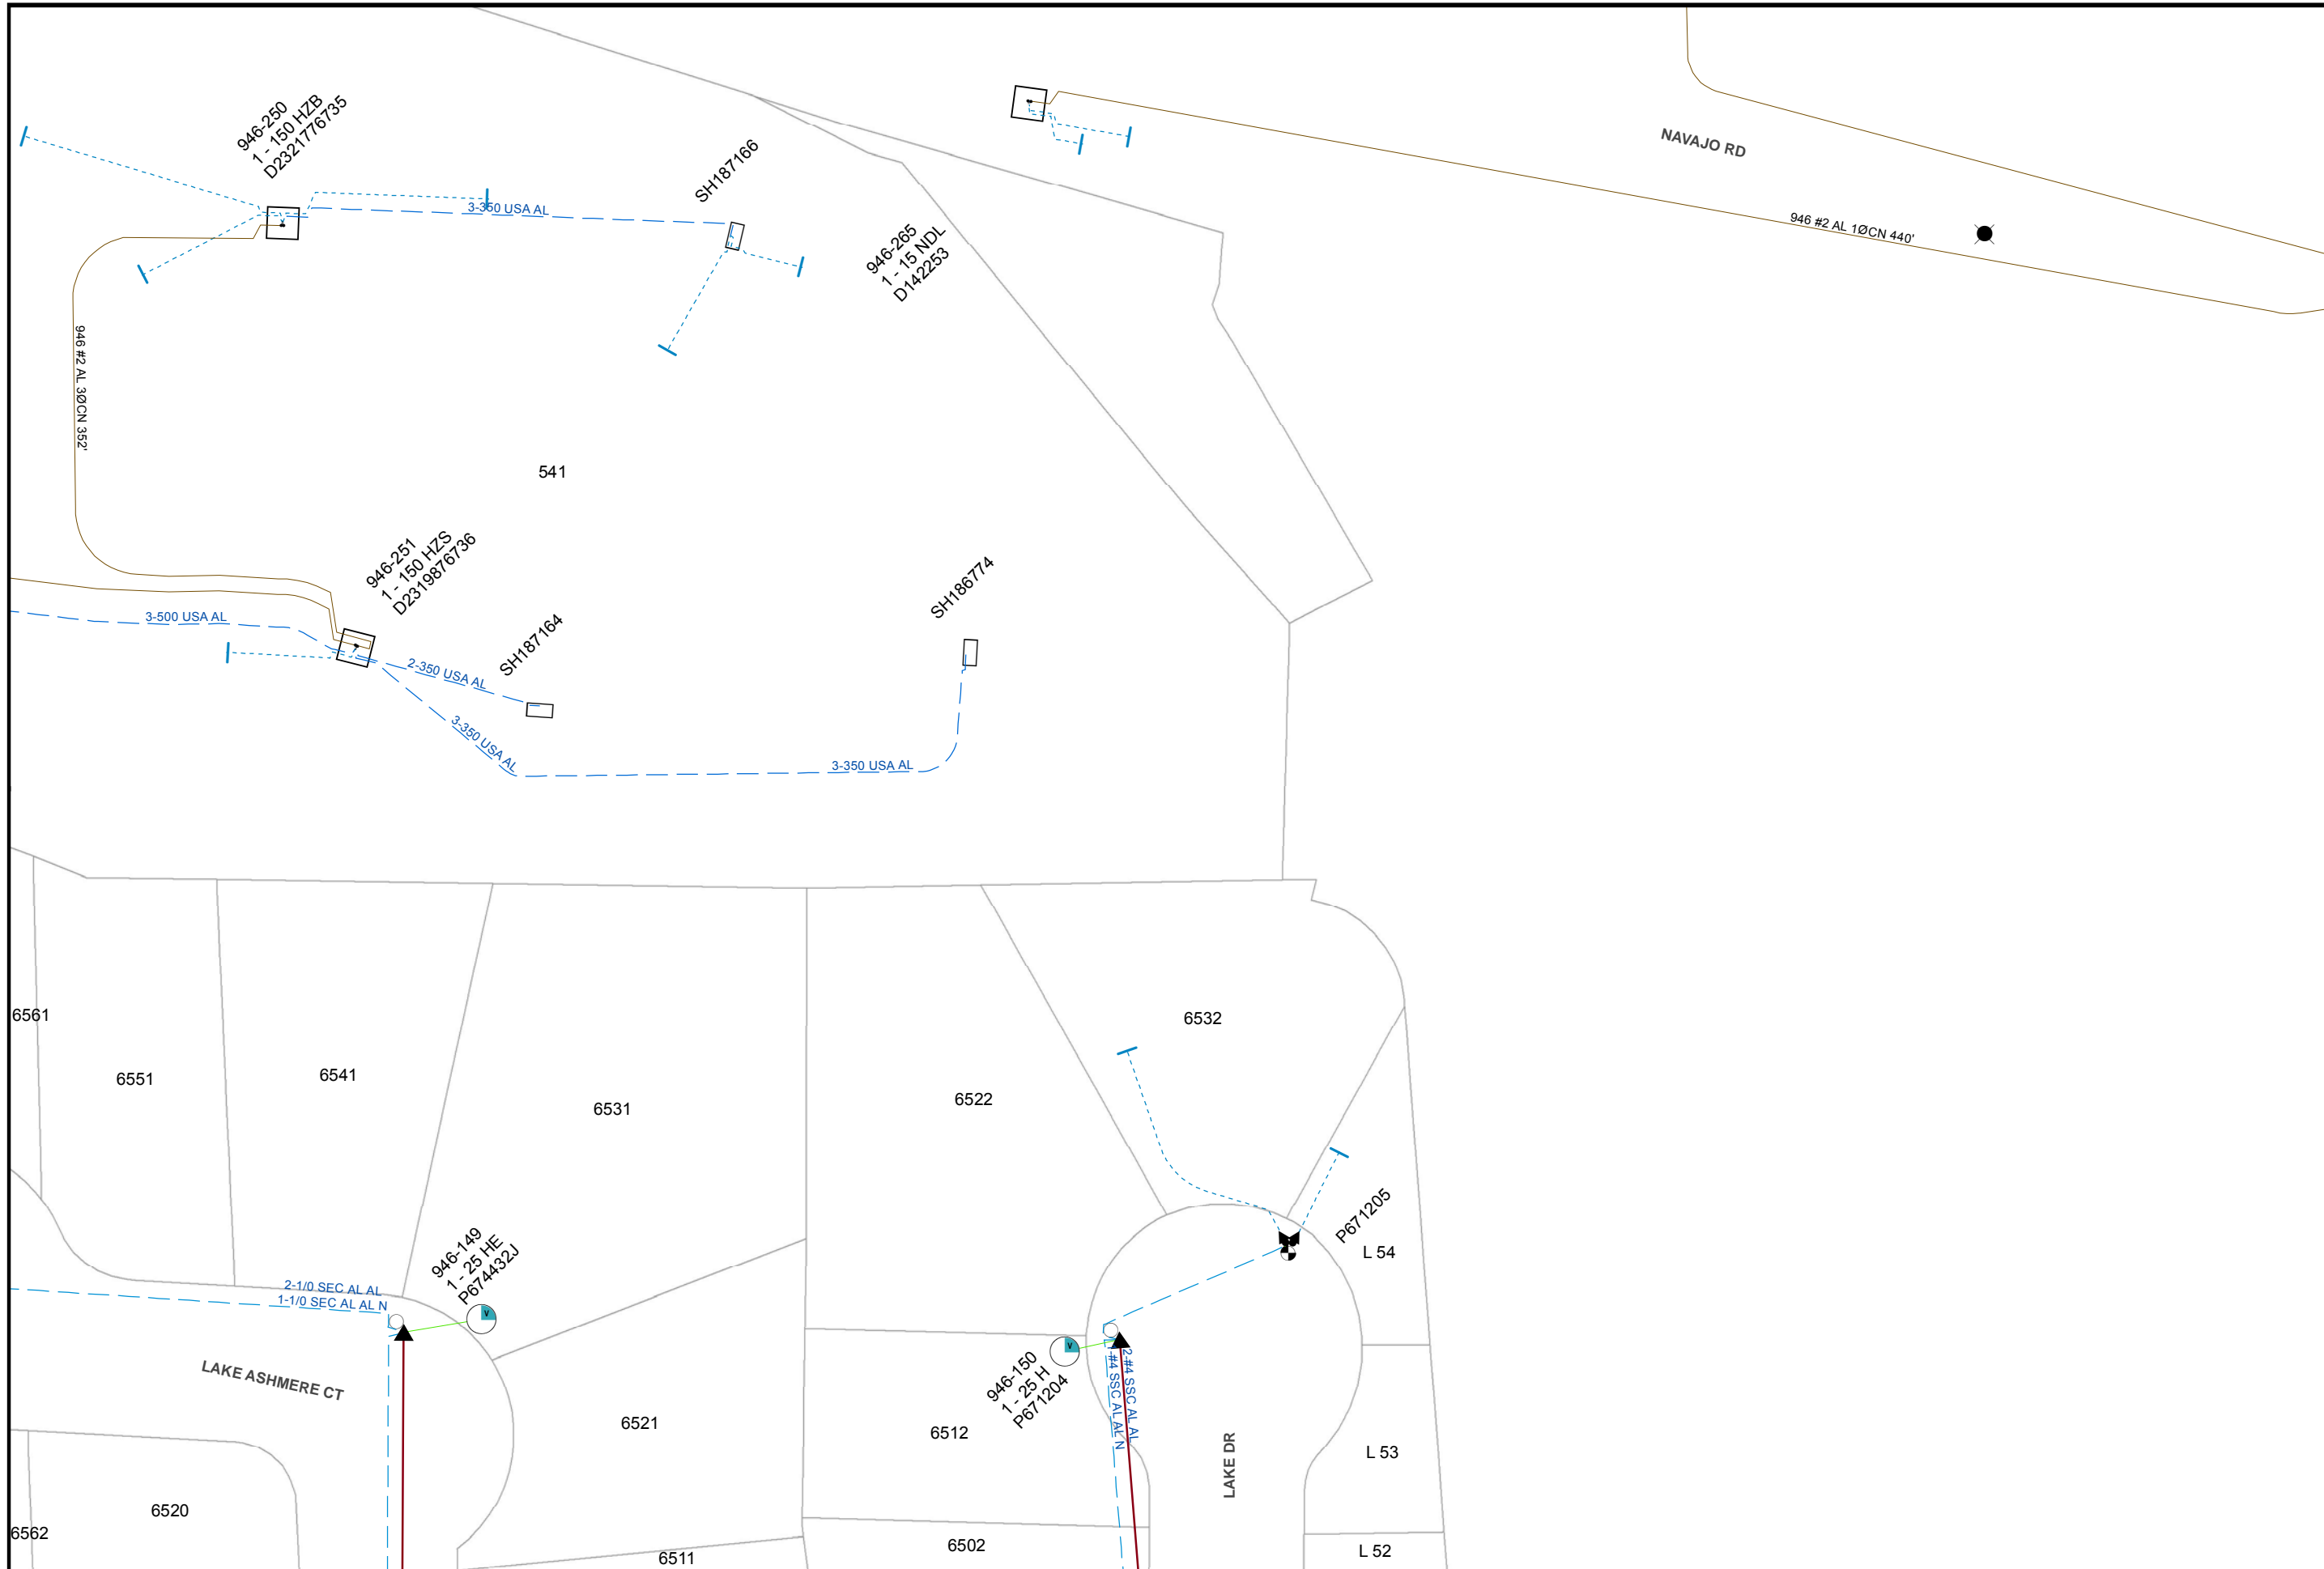 946-250
1 - 150 HZB
D2321776735
SH187166
3-350 USA AL
946-265
1 - 15 NDL
D142253
NAVAJO RD
946 #2 AL 1ØCN 440'
946 #2 AL 3ØCN 352'
541
946-251
1 - 150 HZS
D2319876736
SH187164
SH186774
3-500 USA AL
2-350 USA AL
3-350 USA AL
3-350 USA AL
6561
6551
6541
6531
6522
6532
P671205
L 54
946-149
1 - 25 HE
P674432J
V
2-1/0 SEC AL AL
1-1/0 SEC AL AL N
LAKE ASHMERE CT
V
946-150
1 - 25 H
P671204
2-#4 SSC AL AL
1-#4 SSC AL AL N
6521
6512
LAKE DR
L 53
6520
6562
6511
6502
L 52